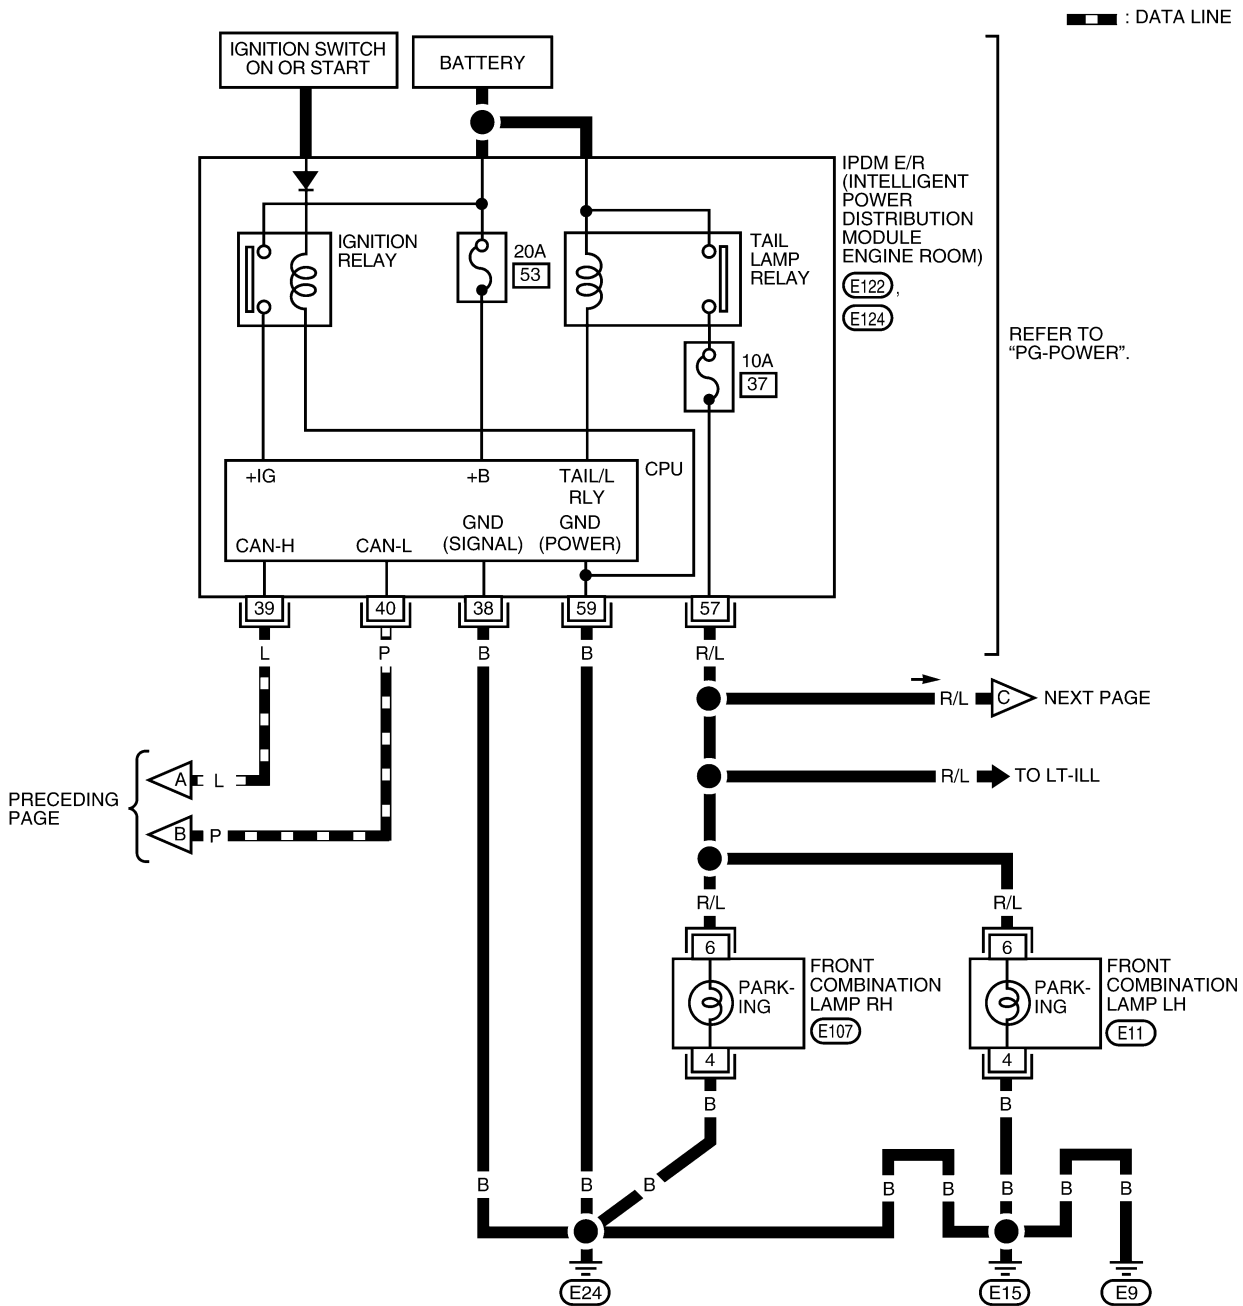 : DATA LINE
IGNITION SWITCH
ON OR START
BATTERY
IPDM E/R
(INTELLIGENT
POWER
DISTRIBUTION
MODULE
ENGINE ROOM)
E122 ,
E124
IGNITION
RELAY
20A
53
TAIL
LAMP
RELAY
10A
37
REFER TO
“PG-POWER”.
CPU
+IG
+B
TAIL/L
RLY
CAN-H
CAN-L
GND
(SIGNAL)
GND
(POWER)
39
40
38
59
57
L
P
B
B
R/L
R/L
C
NEXT PAGE
R/L
TO LT-ILL
PRECEDING
PAGE
A
L
B
P
R/L
R/L
6
6
PARK-
ING
FRONT
COMBINATION
LAMP RH
E107
PARK-
ING
FRONT
COMBINATION
LAMP LH
E11
4
4
B
B
B
B
B
B
B
B
B
B
E24
E15
E9